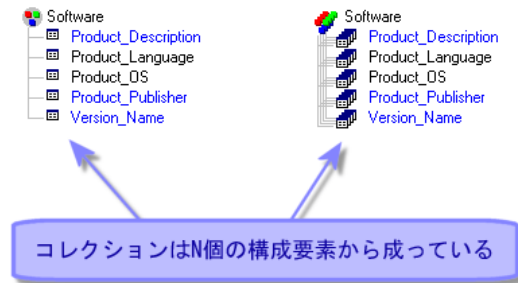 Software
Product_Description
Product_Language
Product_OS
Product_Publisher
Version_Name
Software
Product_Description
Product_Language
Product_OS
Product_Publisher
Version_Name
コレクションはN個の構成要素から成っている